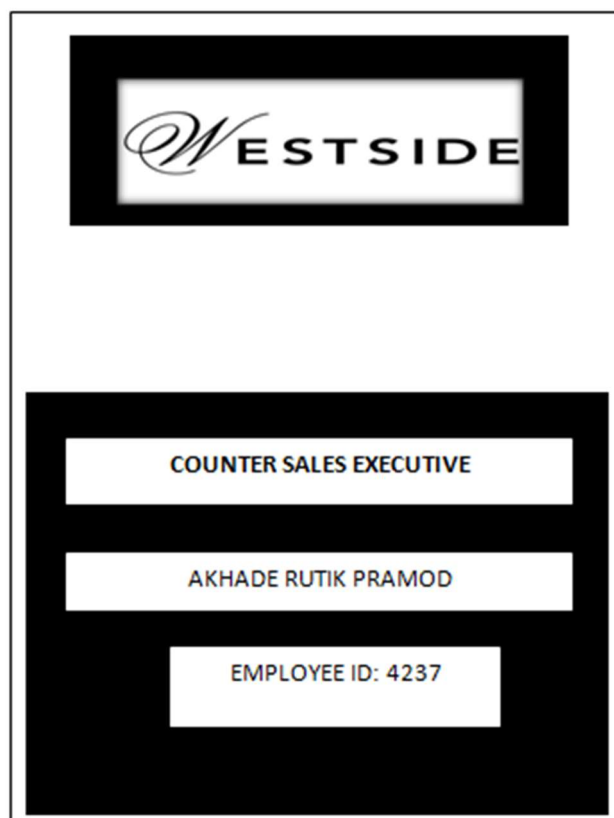 WESTSIDE
COUNTER SALES EXECUTIVE
AKHADE RUTIK PRAMOD
EMPLOYEE ID: 4237